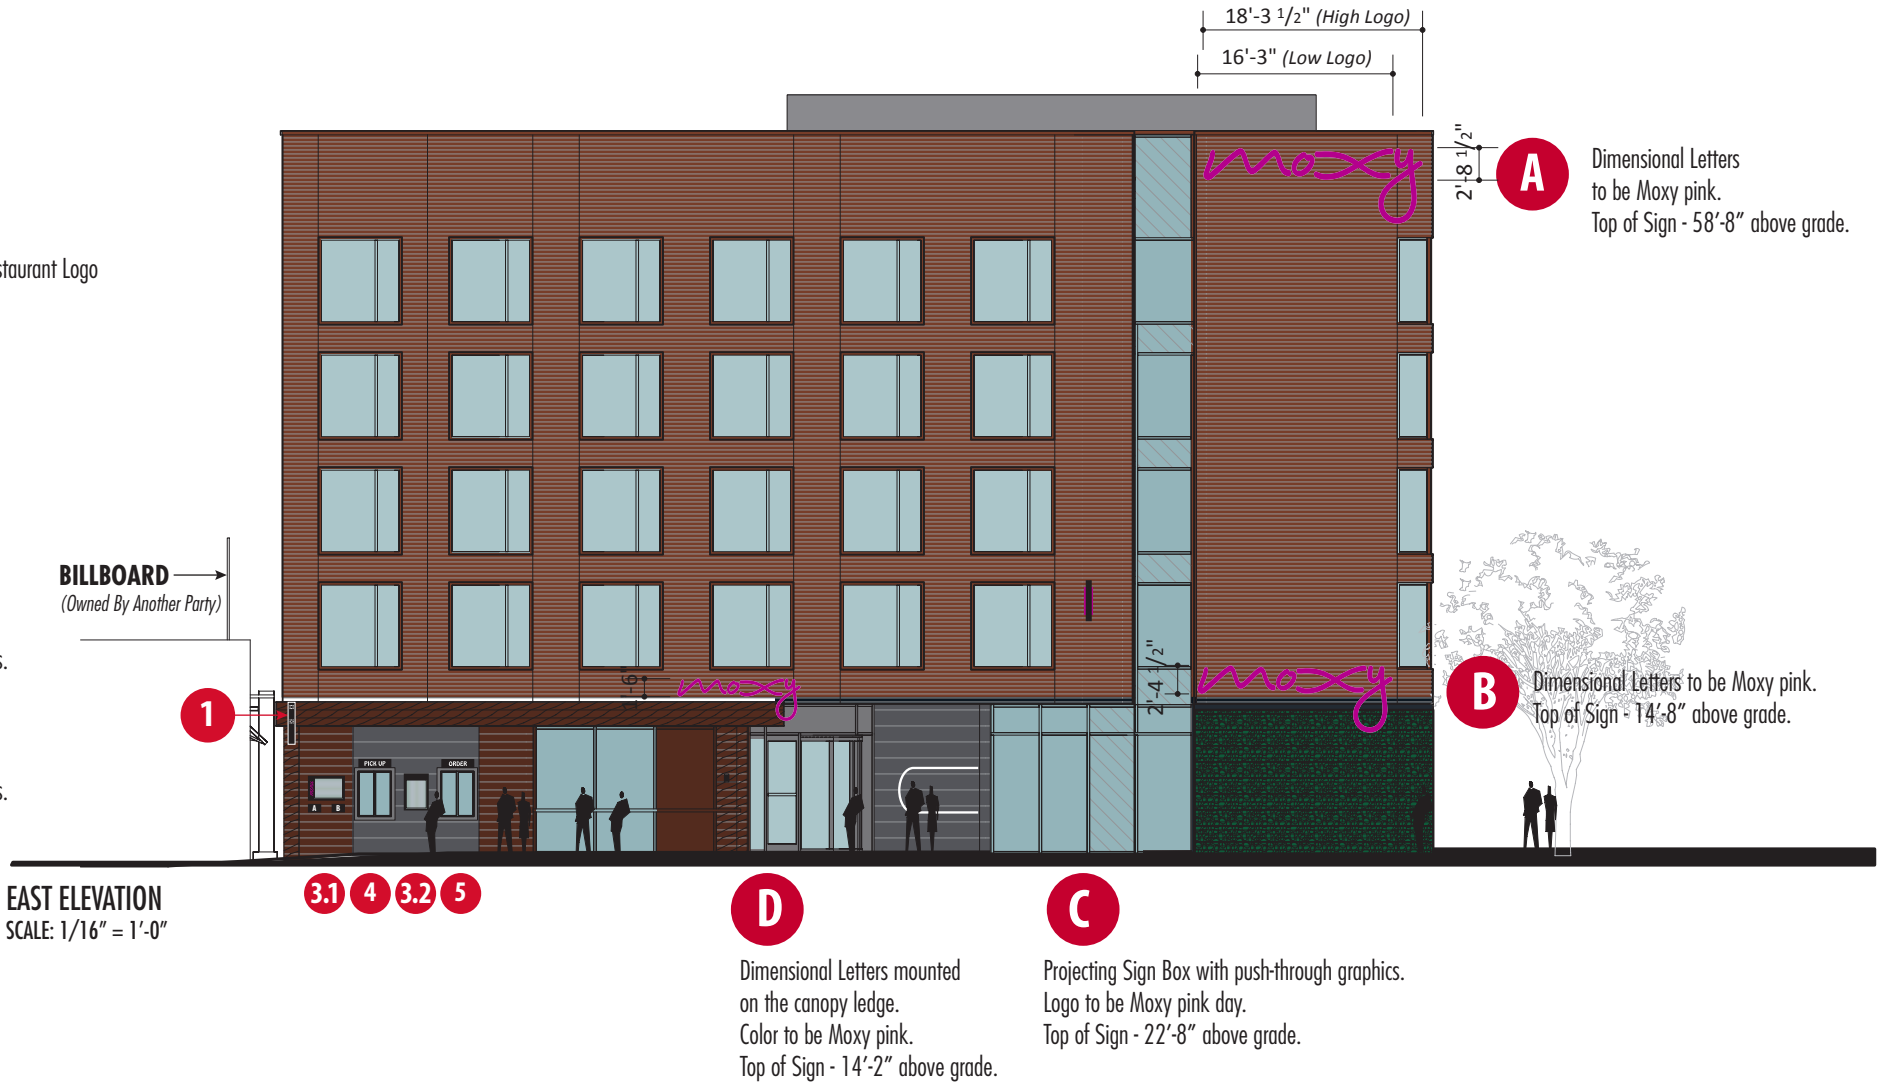 18'-3 1/2" (High Logo)
16'-3" (Low Logo)
moxy
2'-8 1/2"
A
Dimensional Letters
to be Moxy pink.
Top of Sign - 58'-8" above grade.
staurant Logo
BILLBOARD
(Owned By Another Party)
s.
1
1'-6"
moxy
2'-4 1/2"
moxy
B
Dimensional Letters to be Moxy pink.
Top of Sign - 14'-8" above grade.
PICK UP
ORDER
A B
s.
EAST ELEVATION
SCALE: 1/16" = 1'-0"
3.1 4 3.2 5
D
Dimensional Letters mounted
on the canopy ledge.
Color to be Moxy pink.
Top of Sign - 14'-2" above grade.
C
Projecting Sign Box with push-through graphics.
Logo to be Moxy pink day.
Top of Sign - 22'-8" above grade.